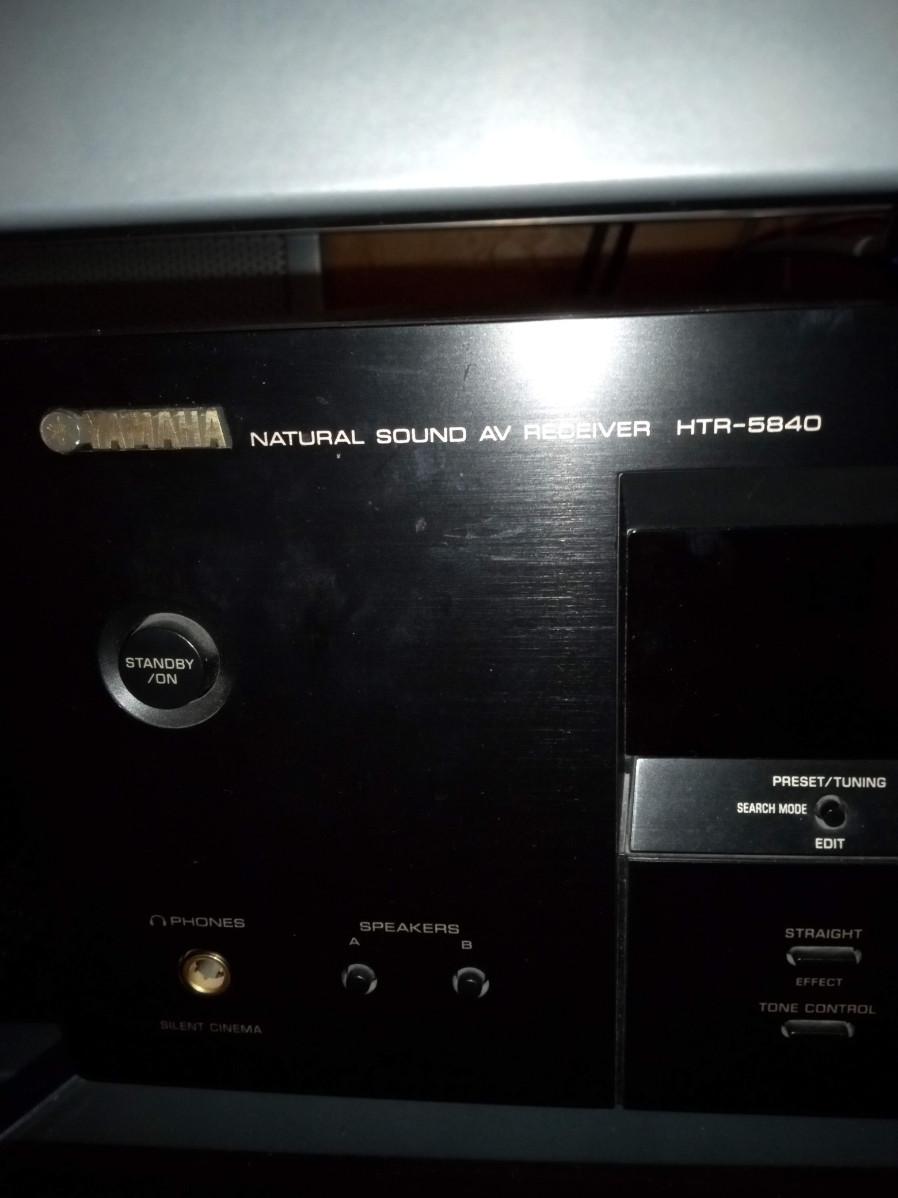 YAMAHA NATURAL SOUND AV RECEIVER HTR-5840
STANDBY
/ON
PRESET/TUNING
SEARCH MODE
EDIT
PHONES
SPEAKERS
A B
SILENT CINEMA
STRAIGHT
EFFECT
TONE CONTROL